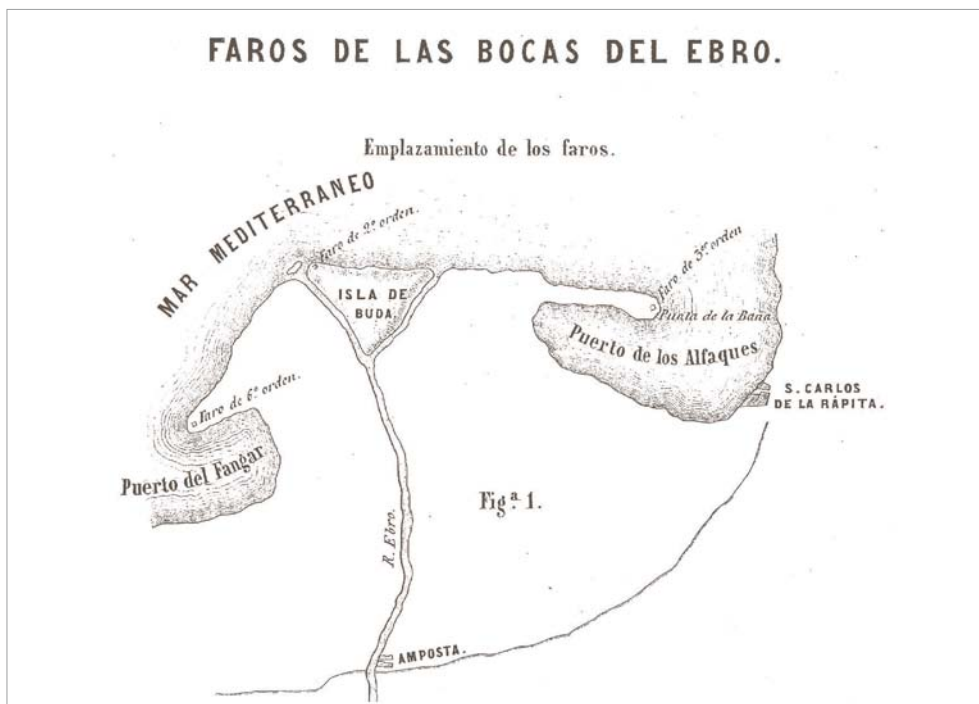 FAROS DE LAS BOCAS DEL EBRO.
Emplazamiento de los faros.
MAR MEDITERRANEO
Faro de 2º orden.
ISLA DE
BUDA.
Faro de 3er orden
Punta de la Baña
Puerto de los Alfaques
S. CARLOS
DE LA RÁPITA.
Faro de 6º orden.
Puerto del Fangar
Figª. 1.
R. Ebro.
AMPOSTA.